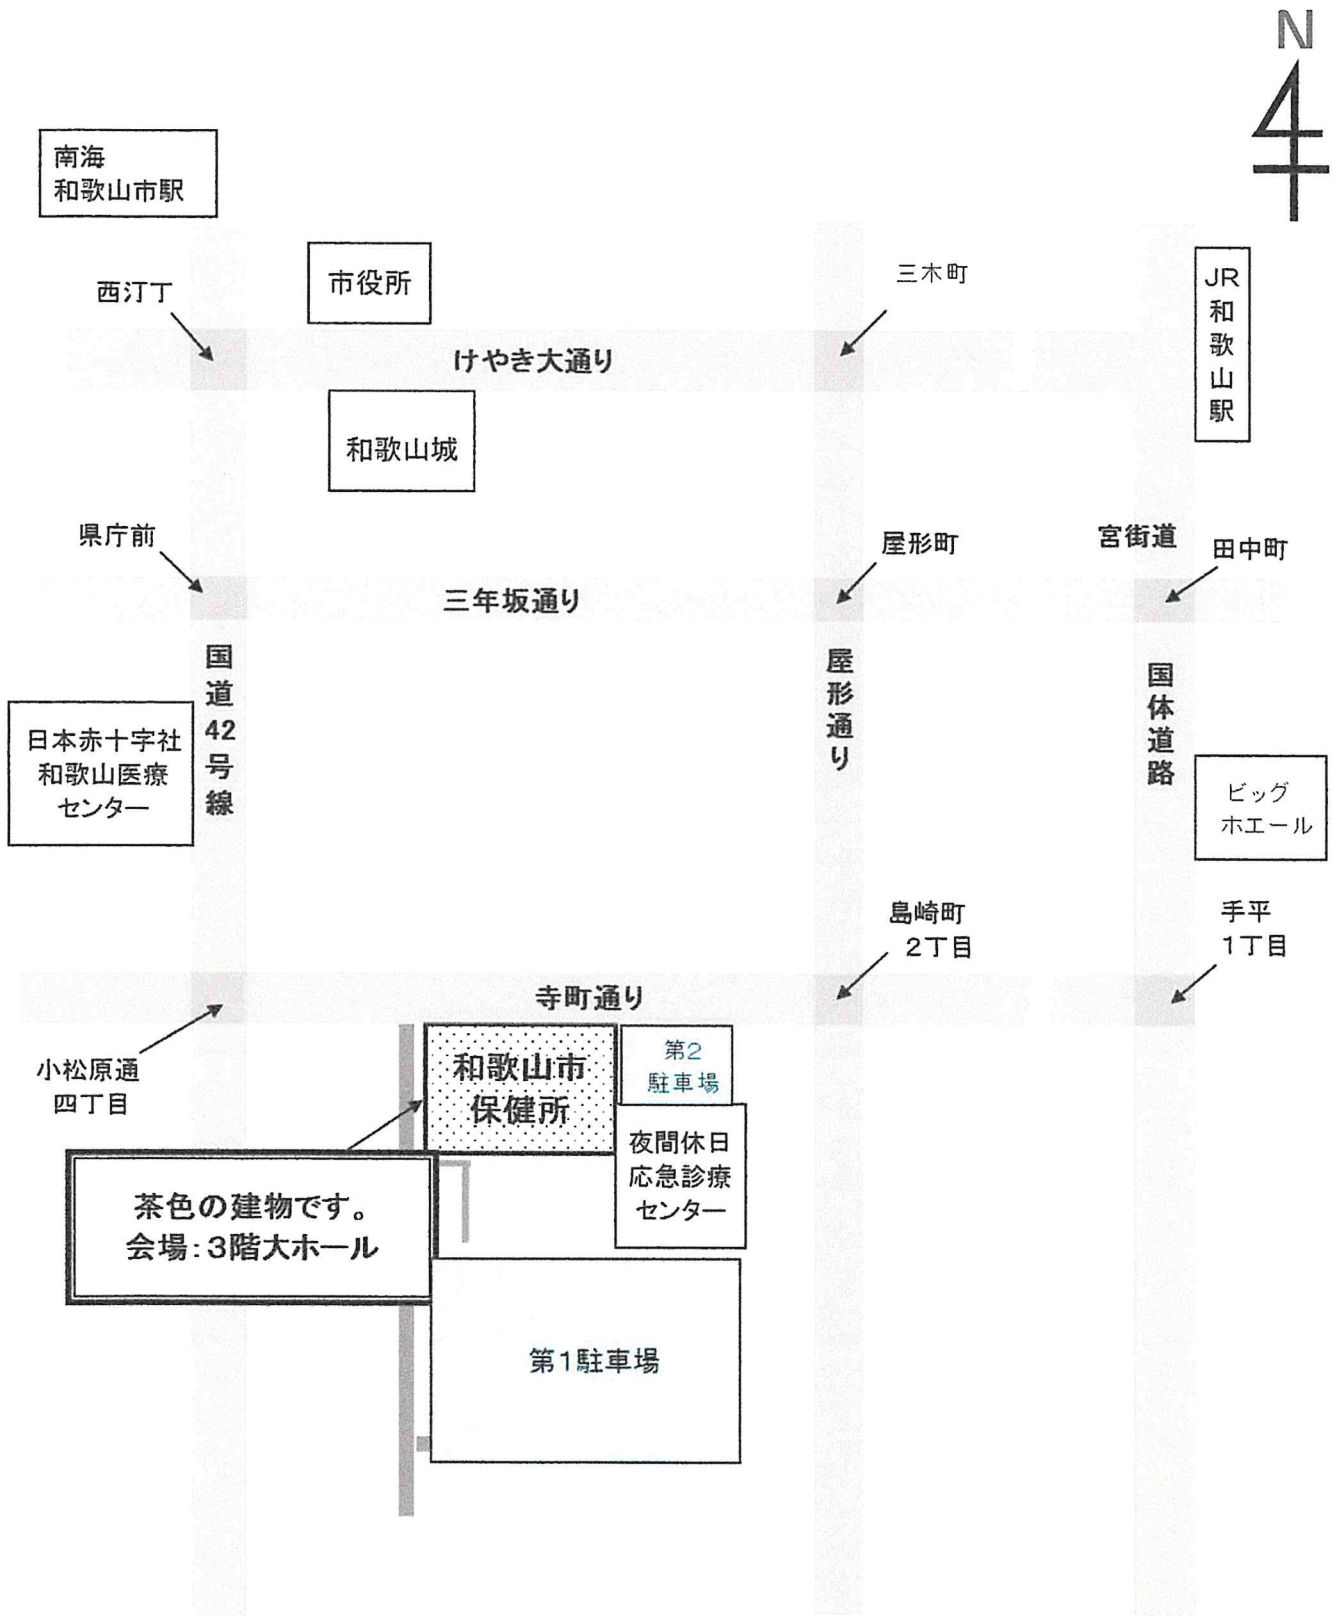 N
南海
和歌山市駅
市役所
三木町
西汀丁
JR
和
歌
山
駅
けやき大通り
和歌山城
県庁前
屋形町
宮街道
田中町
三年坂通り
国
道
42
号
線
屋
形
通
り
国
体
道
路
日本赤十字社
和歌山医療
センター
ビッグ
ホエール
島崎町
2丁目
手平
1丁目
寺町通り
小松原通
四丁目
和歌山市
保健所
第2
駐車場
夜間休日
応急診療
センター
茶色の建物です。
会場:3階大ホール
第1駐車場